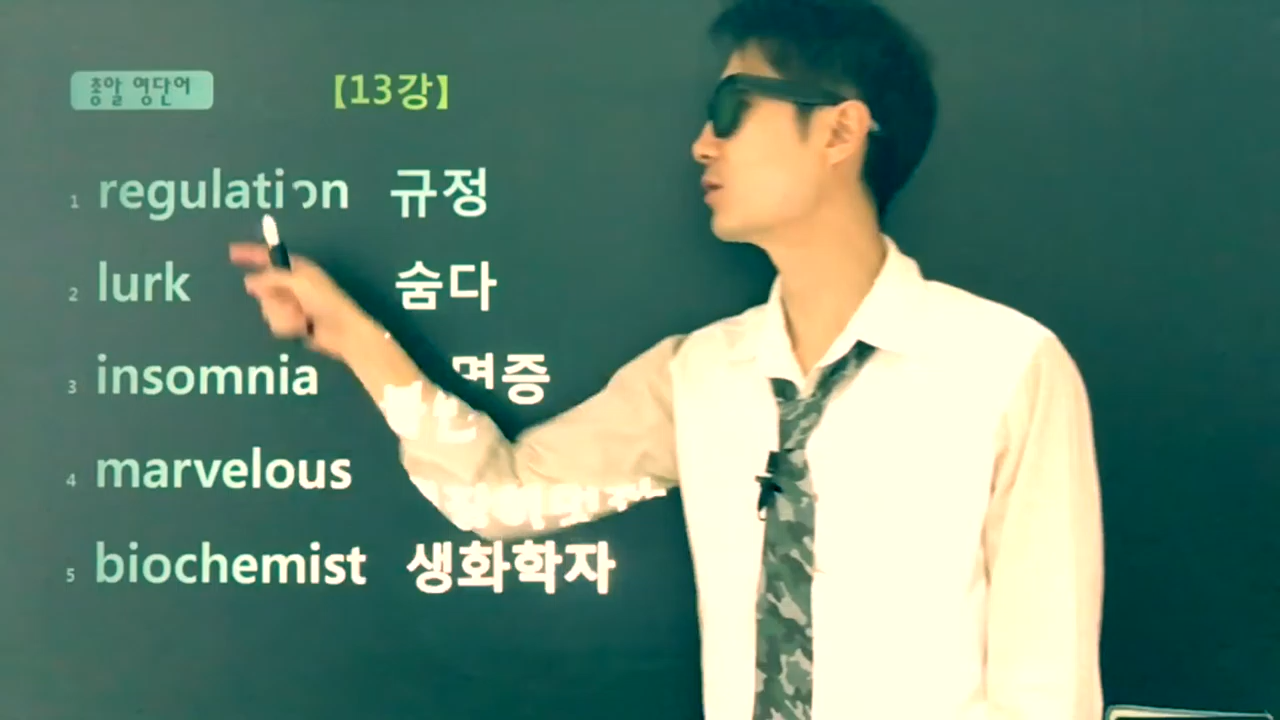 총알 영단어
【13강】
1 regulation 규정
2 lurk 숨다
3 insomnia
4 marvelous
5 biochemist 생화학자